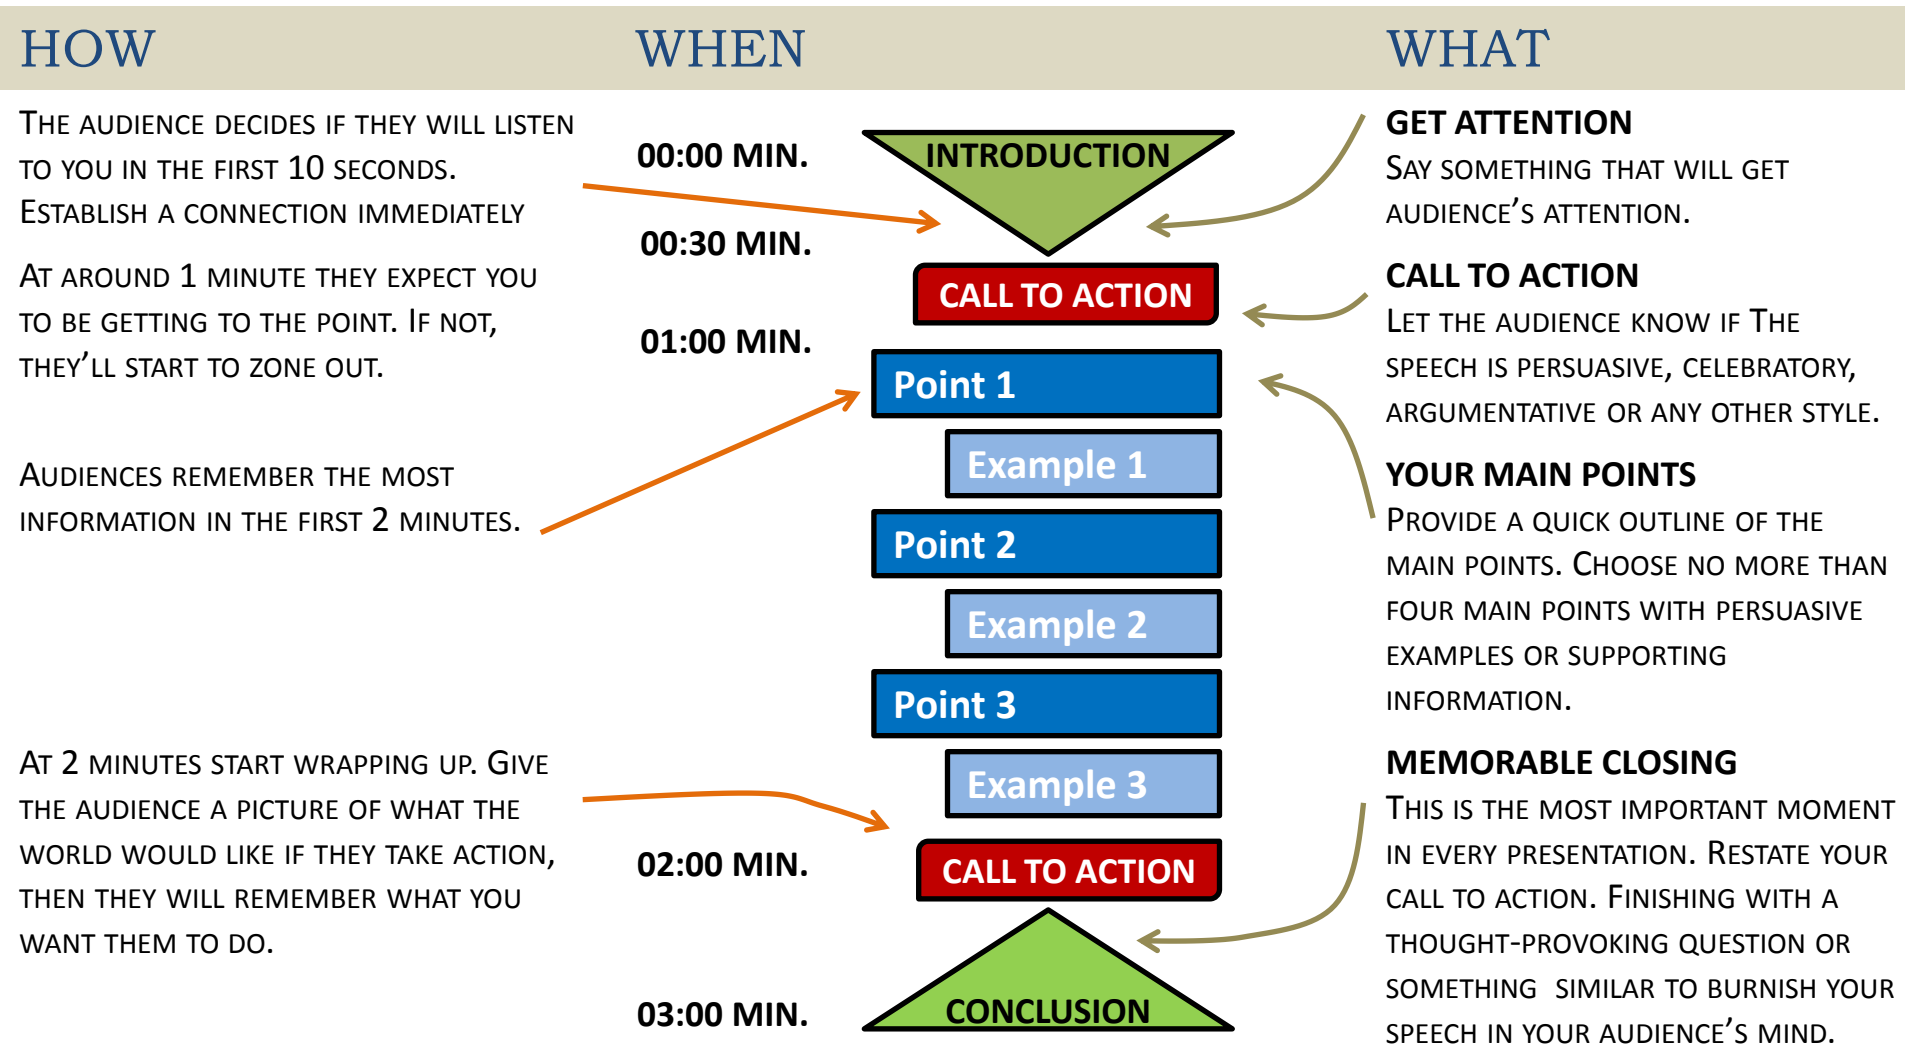 HOW
WHEN
WHAT
The audience decides if they will listen
to you in the first 10 seconds.
Establish a connection immediately
At around 1 minute they expect you
to be getting to the point. If not,
they’ll start to zone out.
Audiences remember the most
information in the first 2 minutes.
At 2 minutes start wrapping up. Give
the audience a picture of what the
world would like if they take action,
then they will remember what you
want them to do.
00:00 MIN.
00:30 MIN.
01:00 MIN.
02:00 MIN.
03:00 MIN.
INTRODUCTION
CALL TO ACTION
Point 1
Example 1
Point 2
Example 2
Point 3
Example 3
CALL TO ACTION
CONCLUSION
GET ATTENTION
Say something that will get
audience’s attention.
CALL TO ACTION
Let the audience know if The
speech is persuasive, celebratory,
argumentative or any other style.
YOUR MAIN POINTS
Provide a quick outline of the
main points. Choose no more than
four main points with persuasive
examples or supporting
information.
MEMORABLE CLOSING
This is the most important moment
in every presentation. Restate your
call to action. Finishing with a
thought-provoking question or
something similar to burnish your
speech in your audience’s mind.